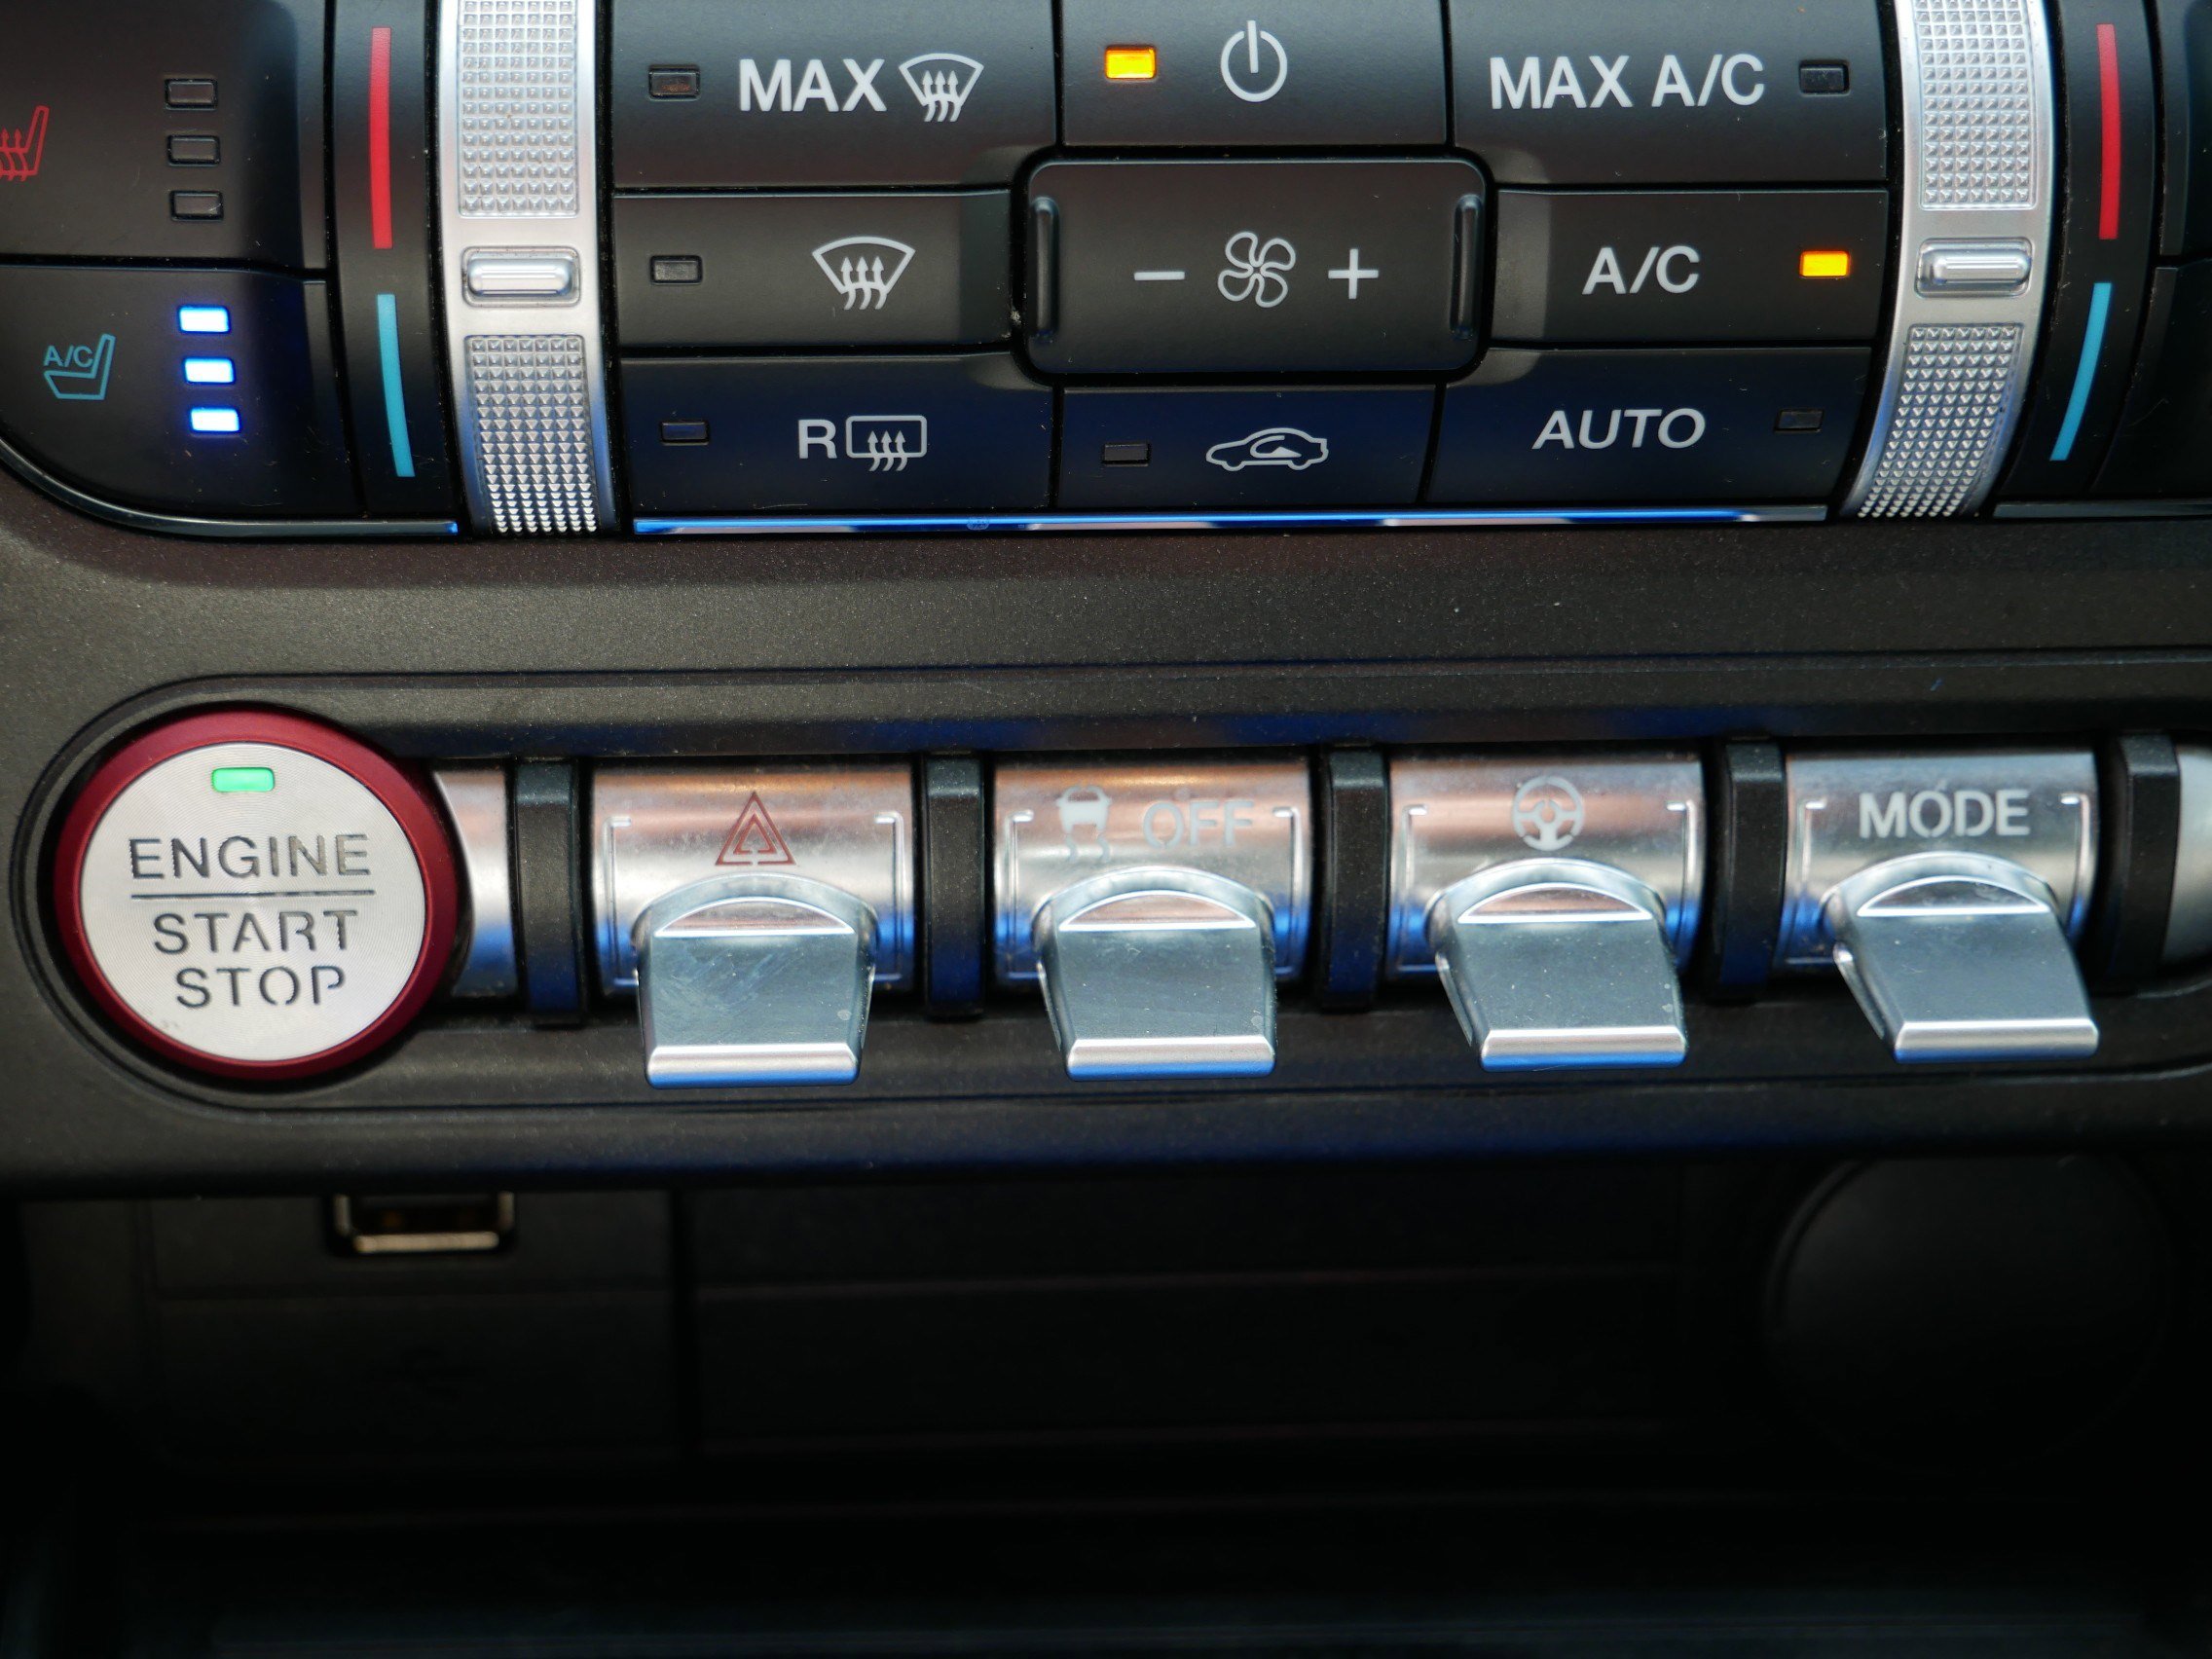 MAX
MAX A/C
A/C
- +
A/C
R
AUTO
ENGINE
START
STOP
OFF
MODE